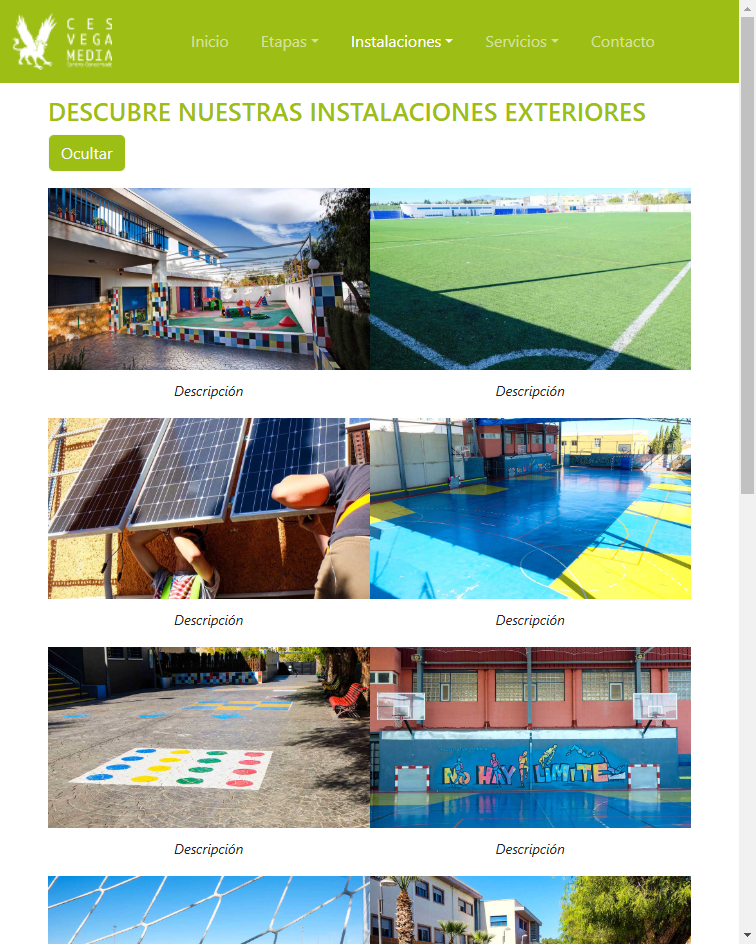 CES
VEGA
MEDIA
Inicio
Etapas
Instalaciones
Servicios
Contacto
DESCUBRE NUESTRAS INSTALACIONES EXTERIORES
Ocultar
Descripción
Descripción
Descripción
Descripción
NO HAY LIMITE
Descripción
Descripción